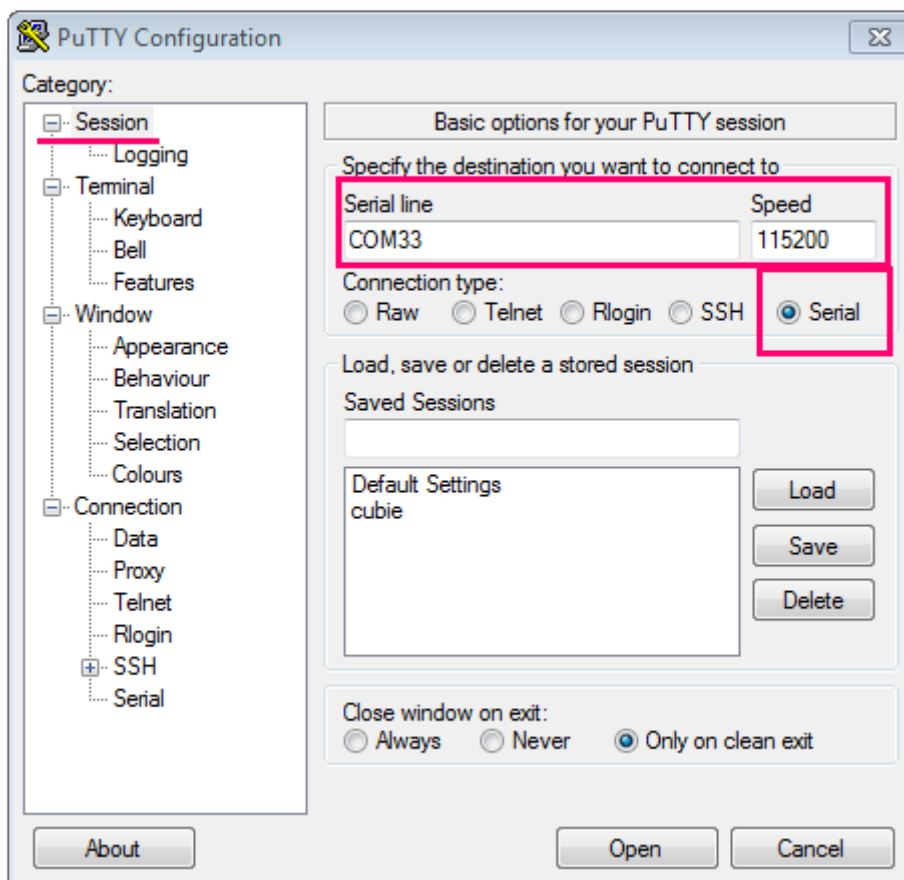 PuTTY Configuration
Category:
Session
Logging
Terminal
Keyboard
Bell
Features
Window
Appearance
Behaviour
Translation
Selection
Colours
Connection
Data
Proxy
Telnet
Rlogin
SSH
Serial
Basic options for your PuTTY session
Specify the destination you want to connect to
Serial line Speed
COM33 115200
Connection type:
Raw Telnet Rlogin SSH Serial
Load, save or delete a stored session
Saved Sessions
Default Settings
cubie
Load
Save
Delete
Close window on exit:
Always Never Only on clean exit
About Open Cancel